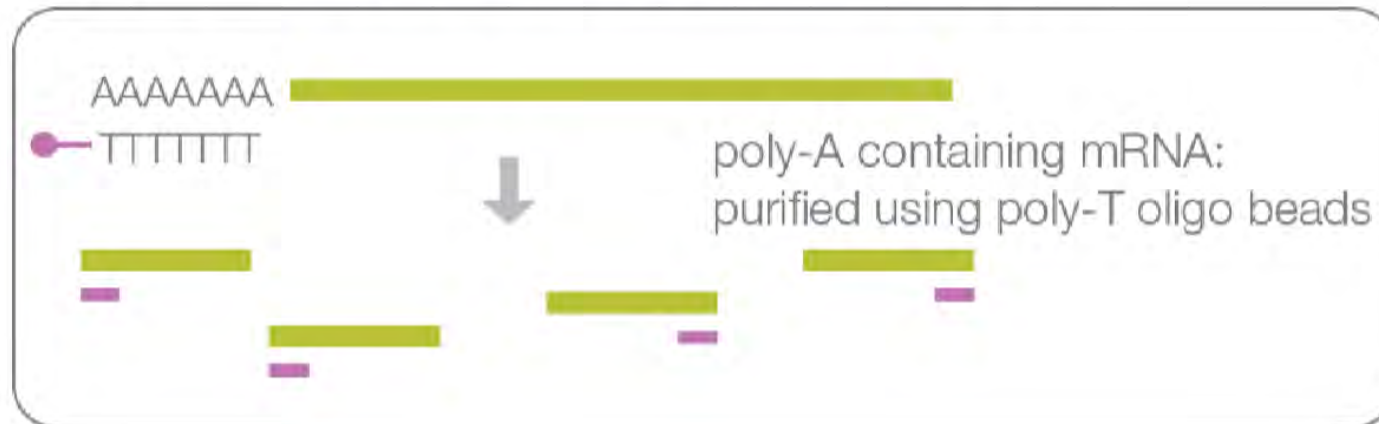 AAAAAAA
TTTTTTT
poly-A containing mRNA:
purified using poly-T oligo beads